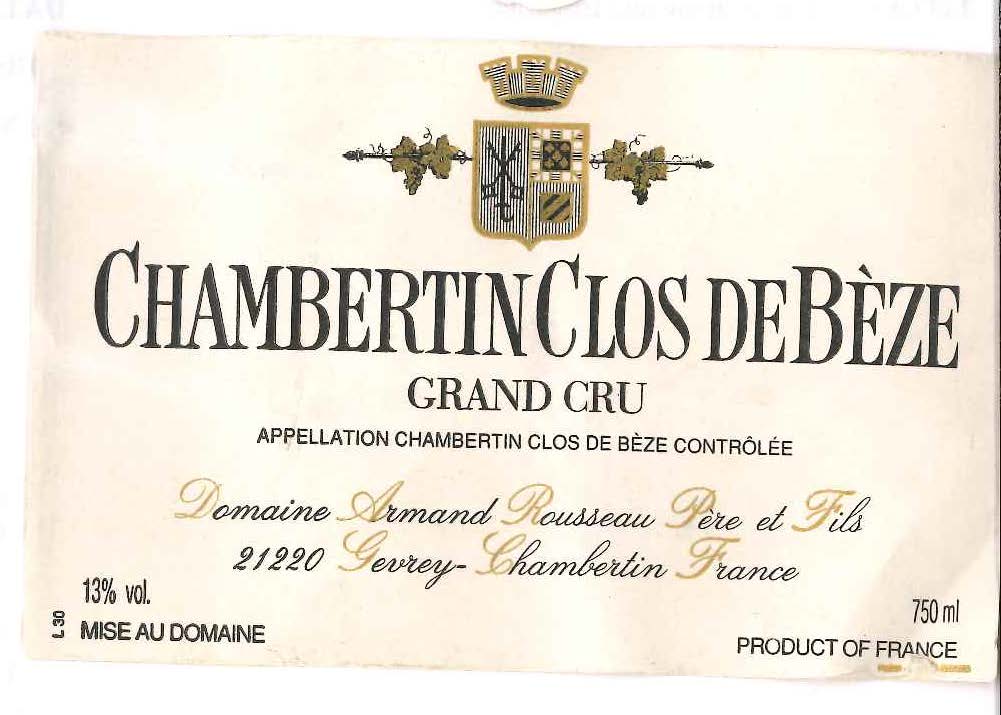 CHAMBERTIN CLOS DE BÈZE
GRAND CRU
APPELLATION CHAMBERTIN CLOS DE BÈZE CONTRÔLÉE
Domaine Armand Rousseau Père et Fils
21220 Gevrey-Chambertin France
13% vol.
750 ml
L 30
MISE AU DOMAINE
PRODUCT OF FRANCE